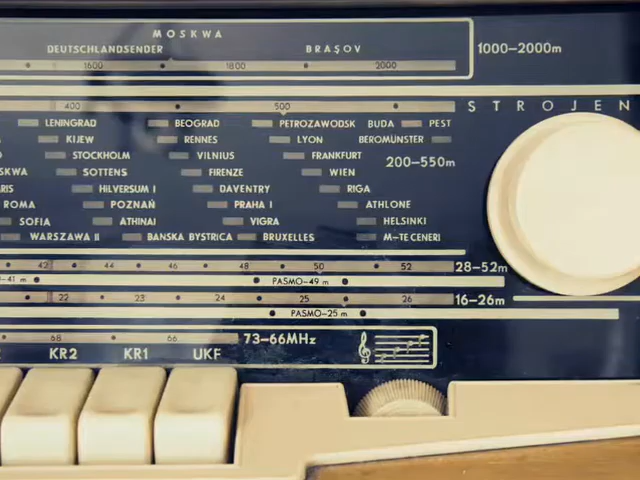 MOSKWA
DEUTSCHLANDSENDER BRAȘOV 1000–2000m
1600 1800 2000
400 500 STROJEN
LENINGRAD BEOGRAD PETROZAWODSK BUDA PEST
KIJEW RENNES LYON BEROMÜNSTER
STOCKHOLM VILNIUS FRANKFURT 200–550m
SKWA SOTTENS FIRENZE WIEN
RIS HILVERSUM I DAVENTRY RIGA
ROMA POZNAŃ PRAHA I ATHLONE
SOFIA ATHINAI VIGRA HELSINKI
WARSZAWA II BANSKA BYSTRICA BRUXELLES M–TE CENERI
42 44 46 48 50 52 28–52m
–41 m PASMO–49 m
22 23 24 25 26 16–26m
PASMO–25 m
68 66 73–66MHz
KR2 KR1 UKF